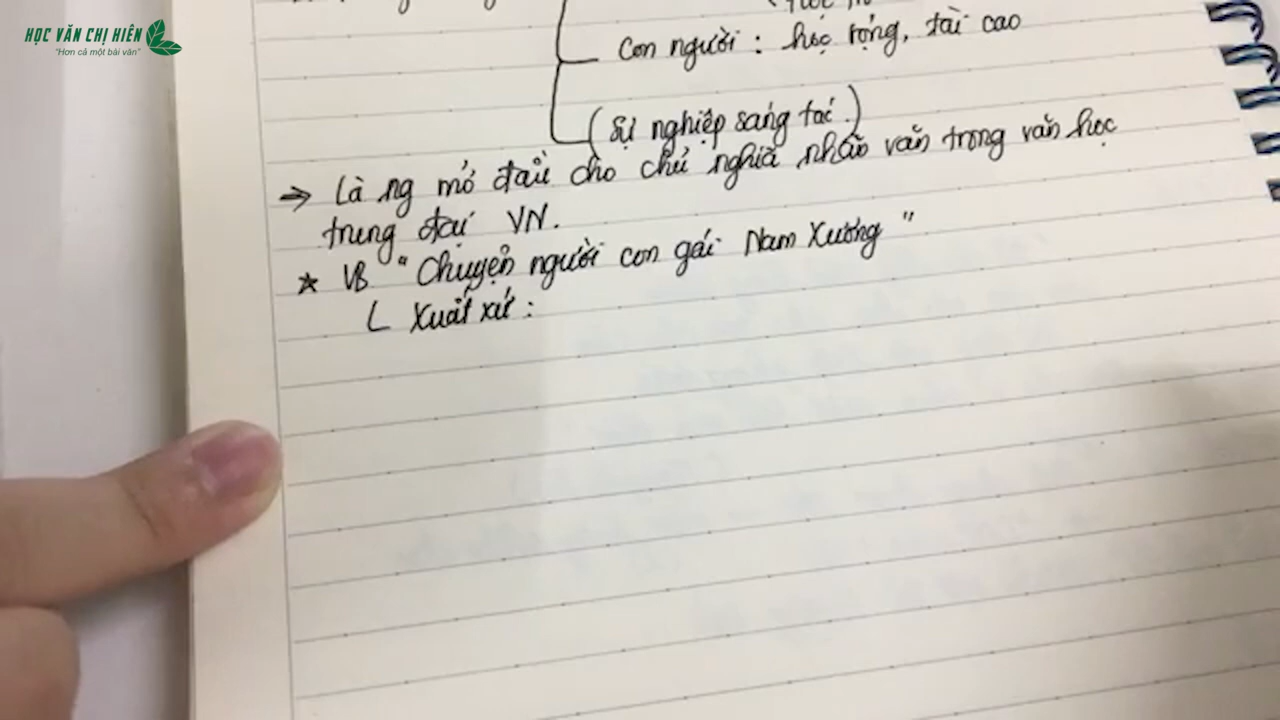 HỌC VĂN CHỊ HIÊN
"Hơn cả một bài văn"
Con người : học rộng, tài cao
(Sự nghiệp sáng tác.)
→ Là ng mở đầu cho chủ nghĩa nhân văn trong văn học
trung đại VN.
* VB "Chuyện người con gái Nam Xương"
Xuất xứ :